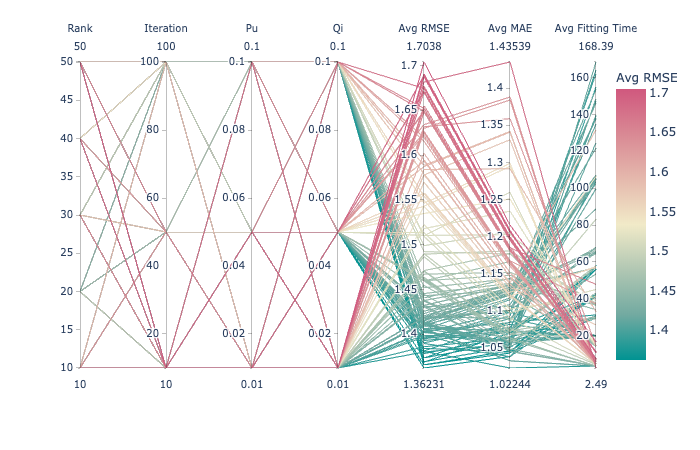 Rank Iteration Pu Qi Avg RMSE Avg MAE Avg Fitting Time
50 100 0.1 0.1 1.7038 1.43539 168.39
Avg RMSE
50 100 0.1 0.1 1.7 1.4 160 1.7
45 80 0.08 0.08 1.65 1.35 140 1.65
40 60 0.06 0.06 1.6 1.3 120 1.6
35 40 0.04 0.04 1.55 1.25 100 1.55
30 20 0.02 0.02 1.5 1.2 80 1.5
25 10 0.01 0.01 1.45 1.15 60 1.45
20 1.4 1.1 40 1.4
15 1.05 20
10
10 10 0.01 0.01 1.36231 1.02244 2.49